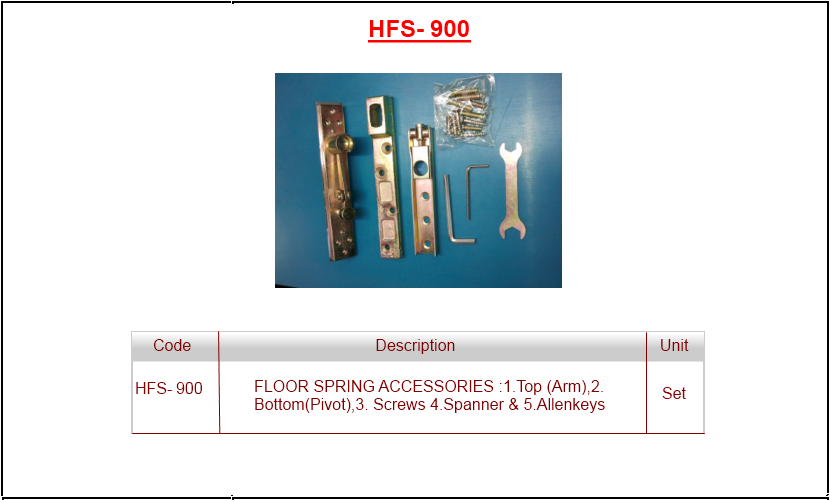 HFS- 900
Code Description Unit
HFS- 900 FLOOR SPRING ACCESSORIES :1.Top (Arm),2. Set
Bottom(Pivot),3. Screws 4.Spanner & 5.Allenkeys